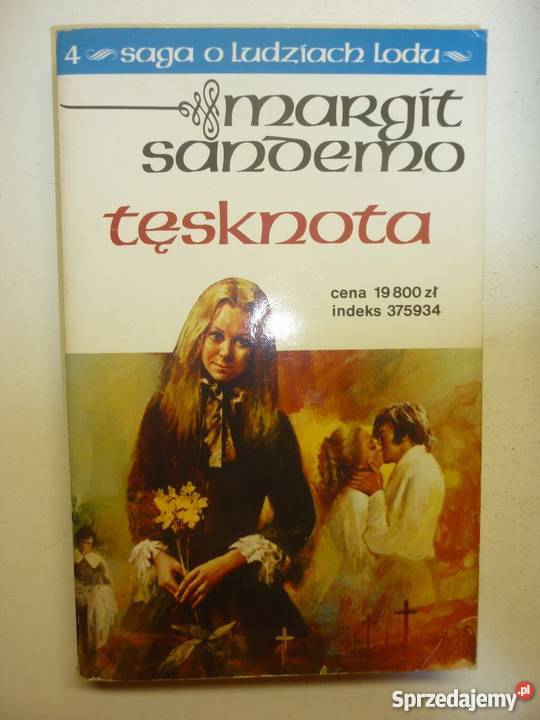 4 saga o ludziach lodu
margit
sandemo
tęsknota
cena 19 800 zł
indeks 375934
Sprzedajemy.pl